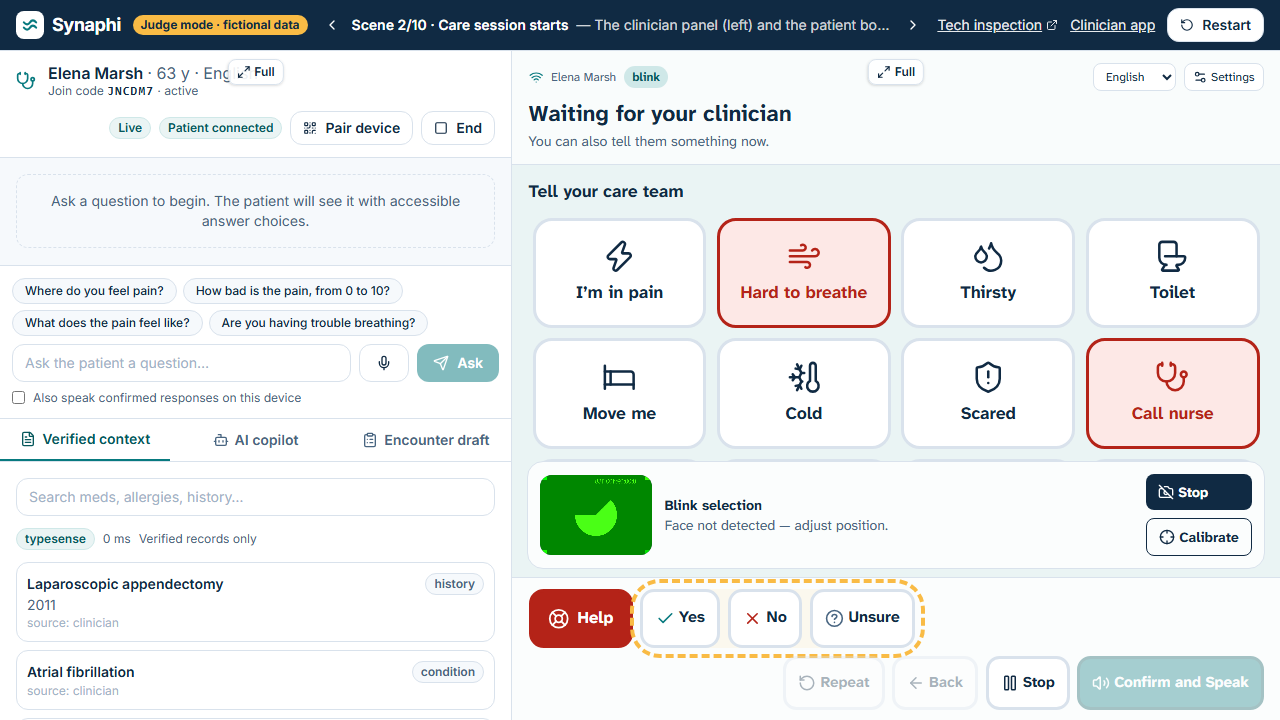 Synaphi
Judge mode · fictional data
Scene 2/10 · Care session starts — The clinician panel (left) and the patient bo...
Tech inspection
Clinician app
Restart
Elena Marsh · 63 y · Eng
Full
Join code JNCDM7 · active
Live
Patient connected
Pair device
End
Ask a question to begin. The patient will see it with accessible
answer choices.
Where do you feel pain?
How bad is the pain, from 0 to 10?
What does the pain feel like?
Are you having trouble breathing?
Ask the patient a question...
Ask
Also speak confirmed responses on this device
Verified context
AI copilot
Encounter draft
Search meds, allergies, history...
typesense 0 ms Verified records only
Laparoscopic appendectomy
history
2011
source: clinician
Atrial fibrillation
condition
source: clinician
Elena Marsh
blink
Full
English
Settings
Waiting for your clinician
You can also tell them something now.
Tell your care team
I'm in pain
Hard to breathe
Thirsty
Toilet
Move me
Cold
Scared
Call nurse
Blink selection
Face not detected — adjust position.
Stop
Calibrate
Help
Yes
No
Unsure
Repeat
Back
Stop
Confirm and Speak